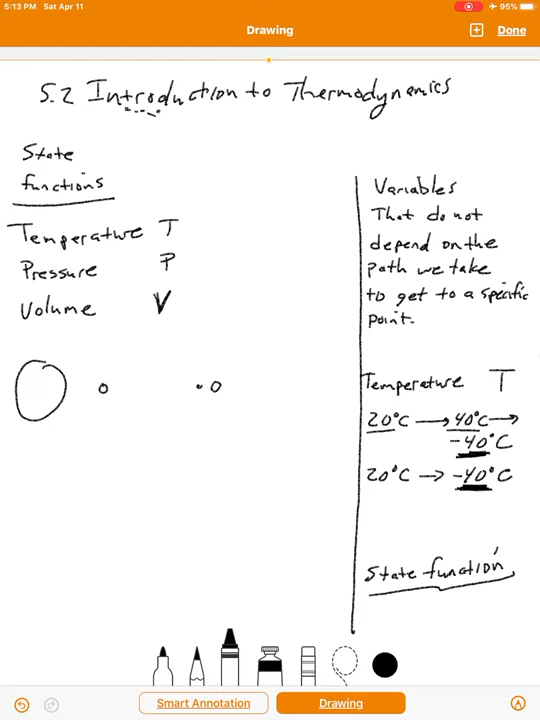 5:13 PM Sat Apr 11
95%
Drawing
Done
5.2 Introduction to Thermodynamics
State
functions
Temperature T
Pressure P
Volume V
Variables
That do not
depend on the
path we take
to get to a specific
point.
Temperature T
20°C → 40°C →
-40°C
20°C → -40°C
State function
Smart Annotation
Drawing